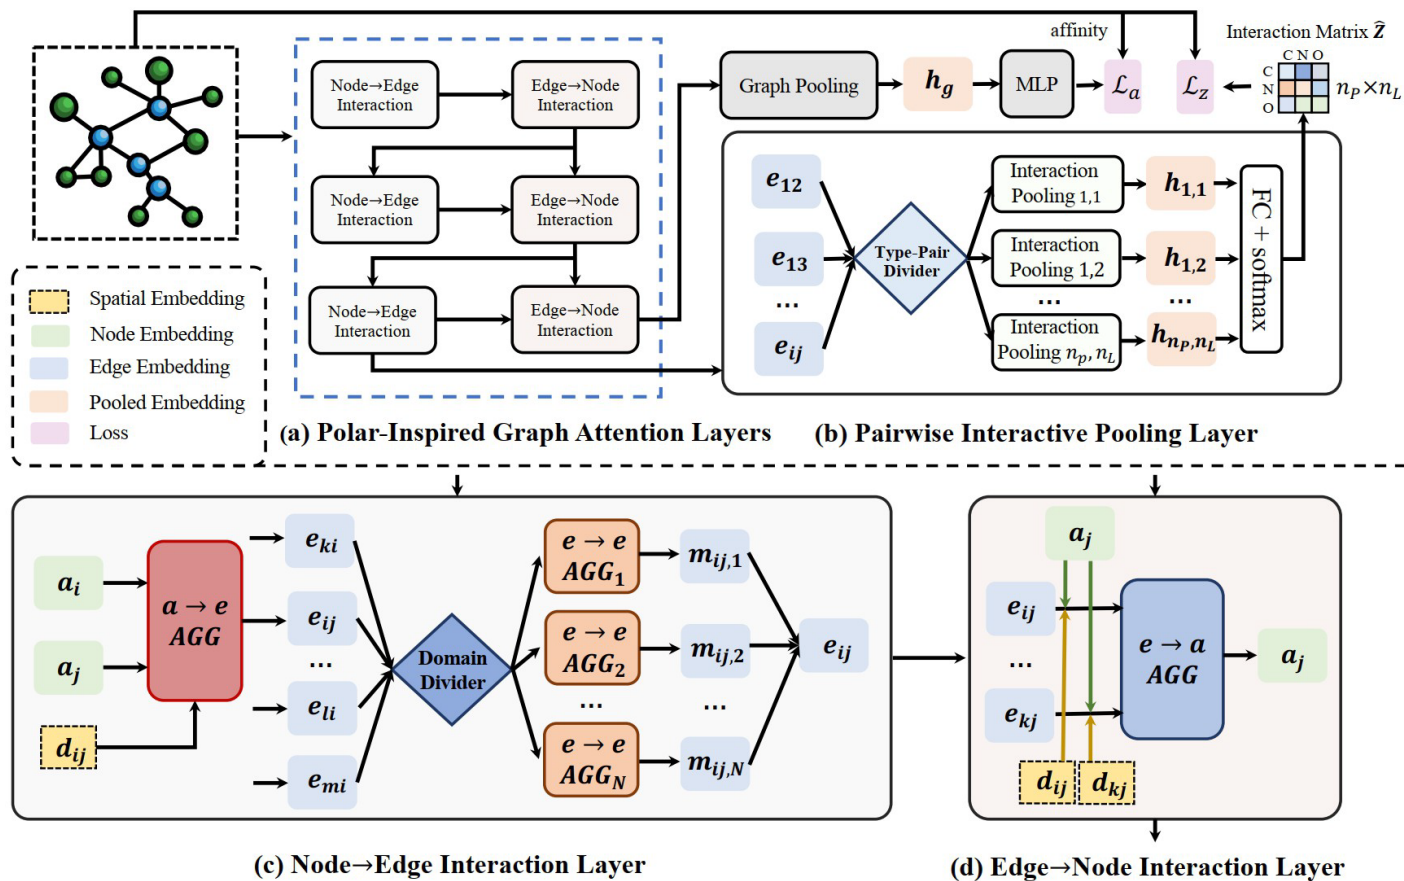 affinity
Interaction Matrix Ẑ
C N O
C
N
O
n_P×n_L
Node→Edge
Interaction
Edge→Node
Interaction
Graph Pooling
h_g
MLP
ℒ_a
ℒ_z
Node→Edge
Interaction
Edge→Node
Interaction
Node→Edge
Interaction
Edge→Node
Interaction
e_12
e_13
...
e_ij
Type-Pair
Divider
Interaction
Pooling 1,1
Interaction
Pooling 1,2
...
Interaction
Pooling n_p, n_L
h_1,1
h_1,2
...
h_n_P,n_L
FC + softmax
Spatial Embedding
Node Embedding
Edge Embedding
Pooled Embedding
Loss
(a) Polar-Inspired Graph Attention Layers
(b) Pairwise Interactive Pooling Layer
a_i
a_j
d_ij
a → e
AGG
e_ki
e_ij
...
e_li
e_mi
Domain
Divider
e → e
AGG_1
e → e
AGG_2
...
e → e
AGG_N
m_ij,1
m_ij,2
...
m_ij,N
e_ij
a_j
e_ij
...
e_kj
d_ij
d_kj
e → a
AGG
a_j
(c) Node→Edge Interaction Layer
(d) Edge→Node Interaction Layer